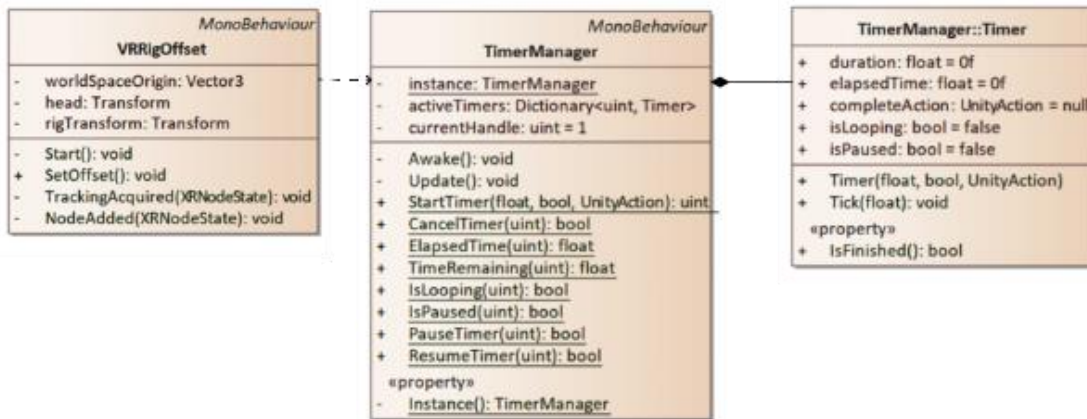 MonoBehaviour
VRRigOffset
- worldSpaceOrigin: Vector3
- head: Transform
- rigTransform: Transform
- Start(): void
+ SetOffset(): void
- TrackingAcquired(XRNodeState): void
- NodeAdded(XRNodeState): void
MonoBehaviour
TimerManager
- instance: TimerManager
- activeTimers: Dictionary<uint, Timer>
- currentHandle: uint = 1
- Awake(): void
- Update(): void
+ StartTimer(float, bool, UnityAction): uint
+ CancelTimer(uint): bool
+ ElapsedTime(uint): float
+ TimeRemaining(uint): float
+ IsLooping(uint): bool
+ IsPaused(uint): bool
+ PauseTimer(uint): bool
+ ResumeTimer(uint): bool
«property»
- Instance(): TimerManager
TimerManager::Timer
+ duration: float = 0f
+ elapsedTime: float = 0f
+ completeAction: UnityAction = null
+ isLooping: bool = false
+ isPaused: bool = false
+ Timer(float, bool, UnityAction)
+ Tick(float): void
«property»
+ IsFinished(): bool